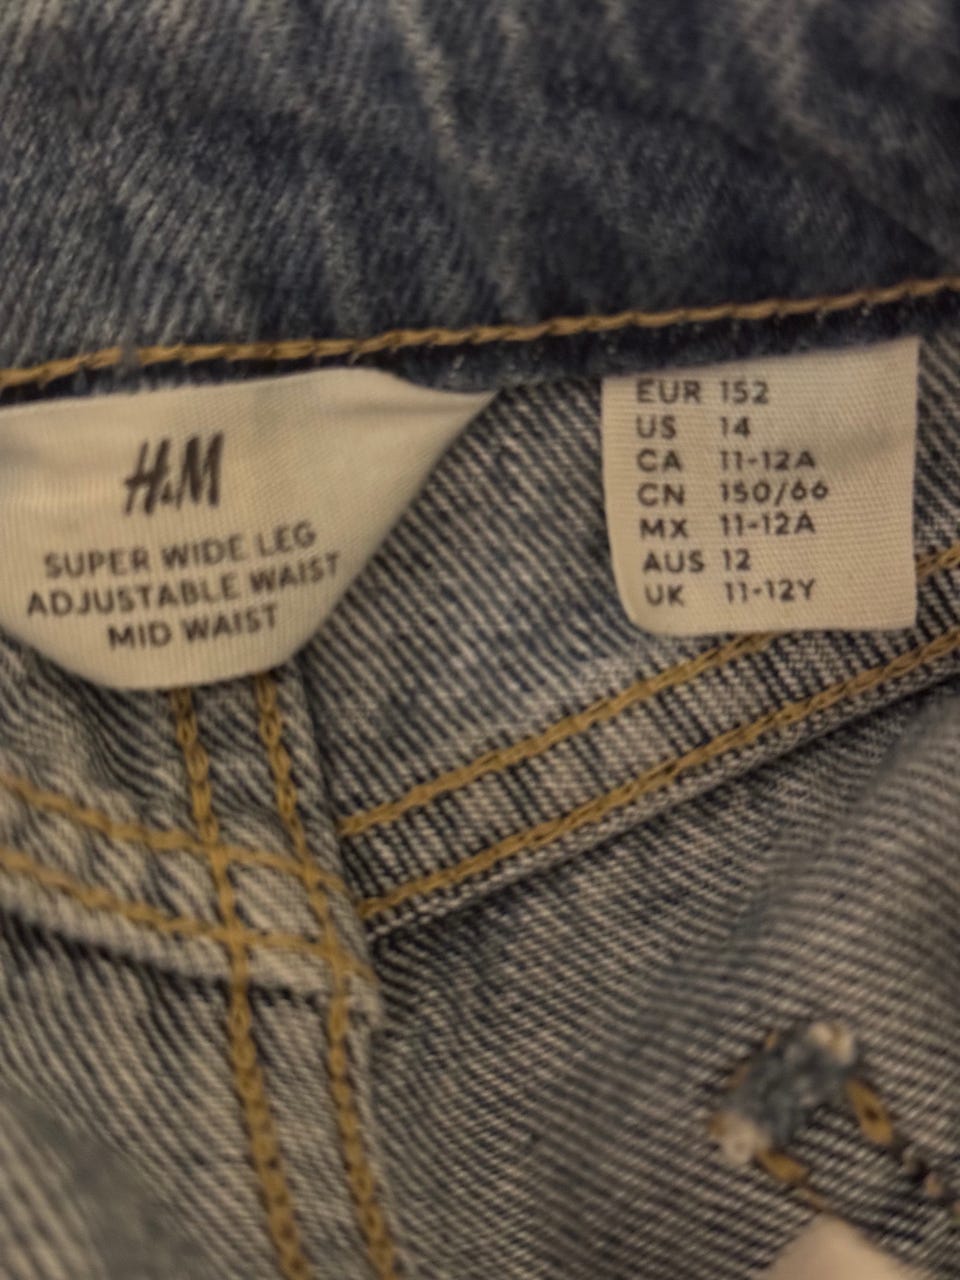 H&M
SUPER WIDE LEG
ADJUSTABLE WAIST
MID WAIST
EUR 152
US 14
CA 11-12A
CN 150/66
MX 11-12A
AUS 12
UK 11-12Y